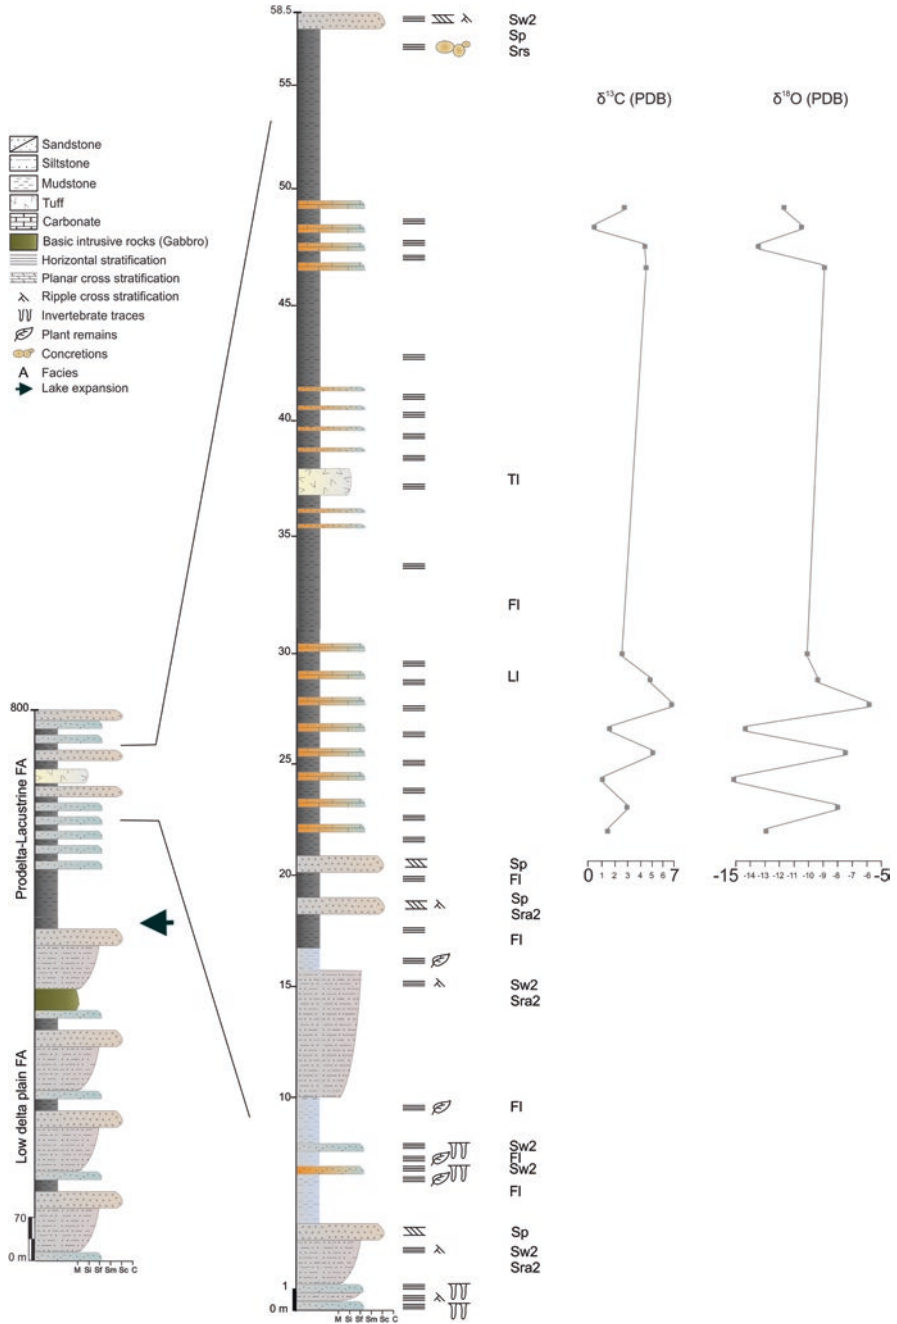 58.5
Sw2
Sp
Srs
55
δ13C (PDB)
δ18O (PDB)
Sandstone
Siltstone
Mudstone
Tuff
Carbonate
Basic intrusive rocks (Gabbro)
Horizontal stratification
Planar cross stratification
Ripple cross stratification
Invertebrate traces
Plant remains
Concretions
A Facies
Lake expansion
50
45
40
Tl
35
Fl
30
Ll
25
20
Sp
Fl
Sp
Sra2
Fl
15
Sw2
Sra2
10
Fl
Sw2
Fl
Sw2
Fl
Sp
Sw2
Sra2
1
0 m
M Si Sf Sm Sc C
0 1 2 3 4 5 6 7
-15 -14 -13 -12 -11 -10 -9 -8 -7 -6 -5
800
Prodelta-Lacustrine FA
Low delta plain FA
70
0 m
M Si Sf Sm Sc C